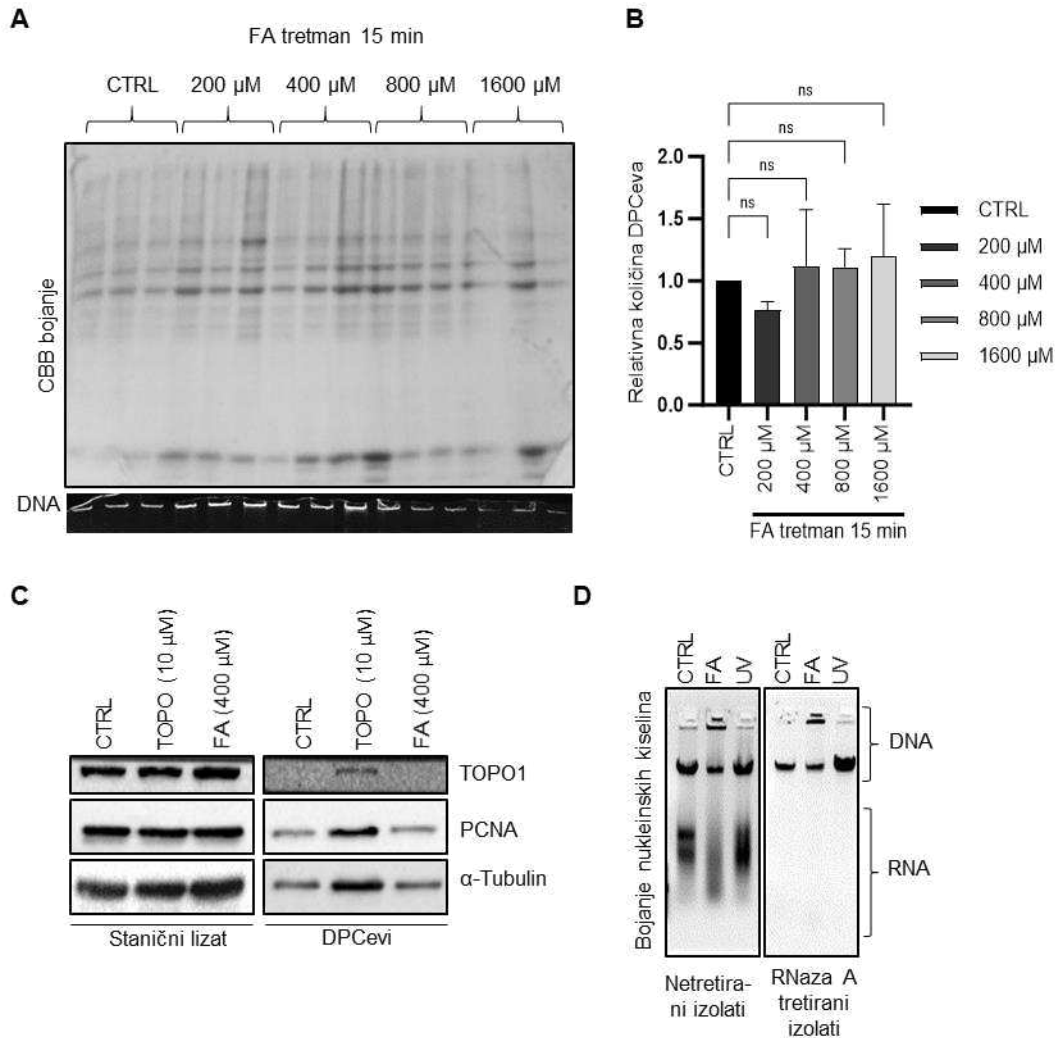 A
FA tretman 15 min
CTRL 200 µM 400 µM 800 µM 1600 µM
CBB bojanje
DNA
B
ns
ns
ns
ns
2.0
1.5
1.0
0.5
0.0
Relativna količina DPCeva
CTRL 200 µM 400 µM 800 µM 1600 µM
FA tretman 15 min
CTRL
200 µM
400 µM
800 µM
1600 µM
C
CTRL TOPO (10 µM) FA (400 µM) CTRL TOPO (10 µM) FA (400 µM)
TOPO1
PCNA
α-Tubulin
Stanični lizat DPCevi
D
CTRL FA UV CTRL FA UV
Bojanje nukleinskih kiselina
DNA
RNA
Netretira-
ni izolati
RNaza A
tretirani
izolati